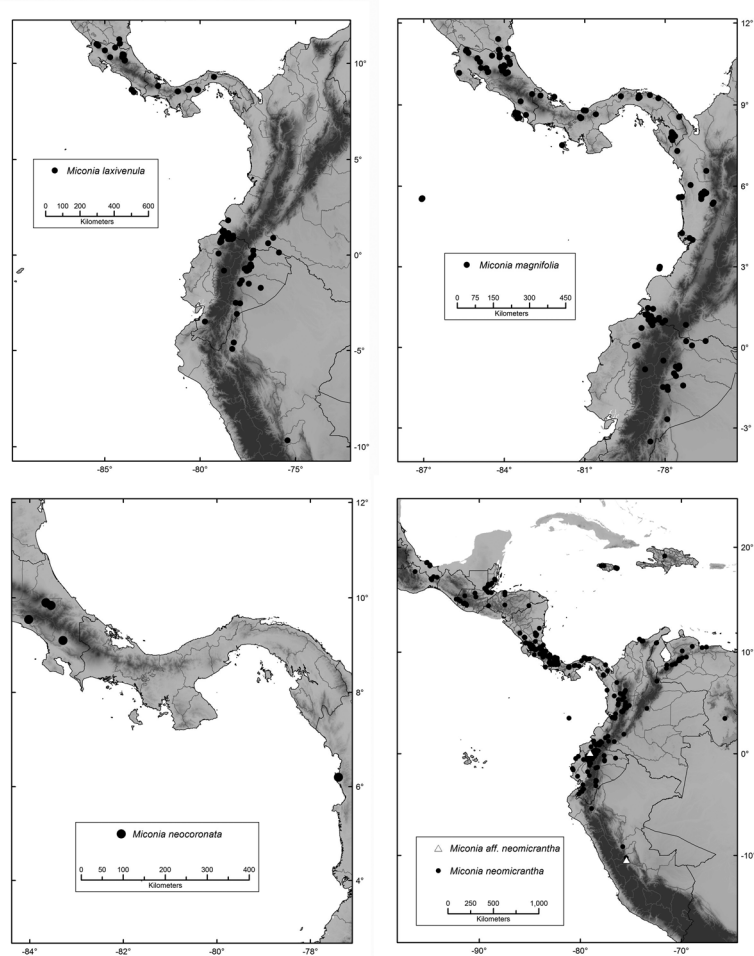 10°
5°
0°
-5°
-10°
-85° -80° -75°
Miconia laxivenula
0 100 200 400 600
Kilometers
12°
9°
6°
3°
0°
-3°
-87° -84° -81° -78°
Miconia magnifolia
0 75 150 300 450
Kilometers
12°
10°
8°
6°
4°
-84° -82° -80° -78°
Miconia neocoronata
0 50 100 200 300 400
Kilometers
20°
10°
0°
-10°
-90° -80° -70°
Miconia aff. neomicrantha
Miconia neomicrantha
0 250 500 1,000
Kilometers